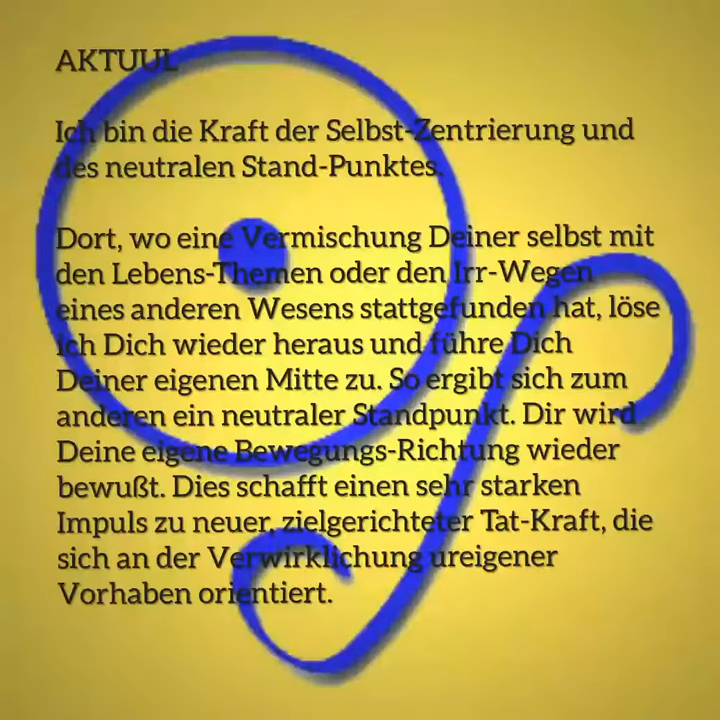 AKTUUL
Ich bin die Kraft der Selbst-Zentrierung und
des neutralen Stand-Punktes.
Dort, wo eine Vermischung Deiner selbst mit
den Lebens-Themen oder den Irr-Wegen
eines anderen Wesens stattgefunden hat, löse
ich Dich wieder heraus und führe Dich
Deiner eigenen Mitte zu. So ergibt sich zum
anderen ein neutraler Standpunkt. Dir wird
Deine eigene Bewegungs-Richtung wieder
bewußt. Dies schafft einen sehr starken
Impuls zu neuer, zielgerichteter Tat-Kraft, die
sich an der Verwirklichung ureigener
Vorhaben orientiert.